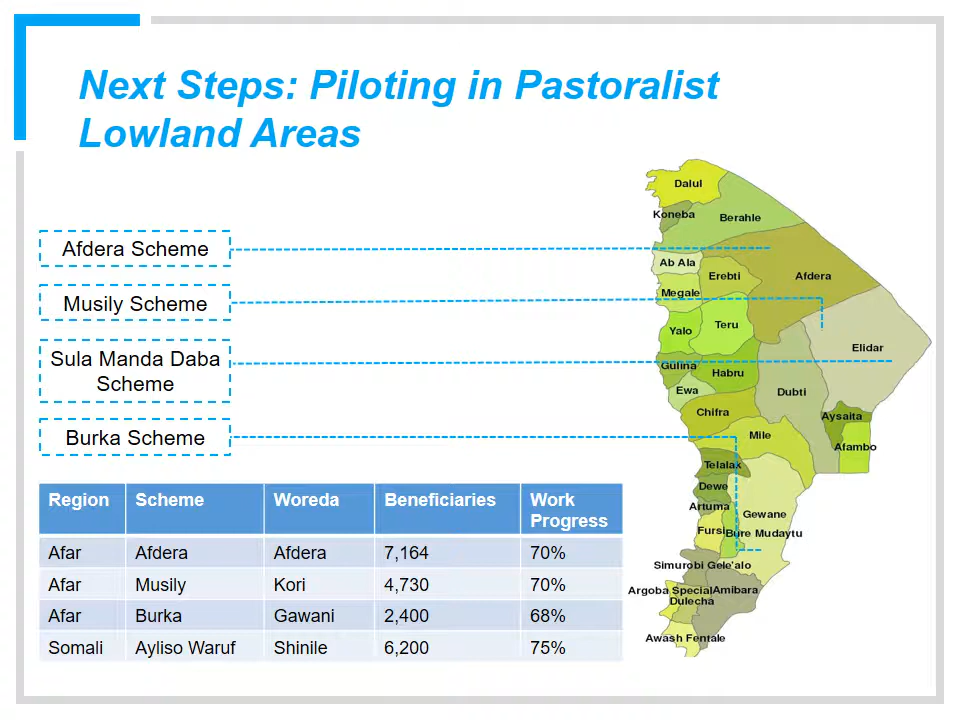 Next Steps: Piloting in Pastoralist
Lowland Areas
Afdera Scheme
Musily Scheme
Sula Manda Daba
Scheme
Burka Scheme
Region Scheme Woreda Beneficiaries Work
Progress
Afar Afdera Afdera 7,164 70%
Afar Musily Kori 4,730 70%
Afar Burka Gawani 2,400 68%
Somali Ayliso Waruf Shinile 6,200 75%
Dalul
Koneba
Berahle
Ab Ala
Erebti
Afdera
Megale
Yalo
Teru
Elidar
Gulina
Habru
Ewa
Dubti
Chifra
Aysaita
Mile
Afambo
Telalak
Dewe
Artuma
Gewane
Fursi
Bure Mudaytu
Simurobi Gele'alo
Argoba Special
Amibara
Dulecha
Awash Fentale